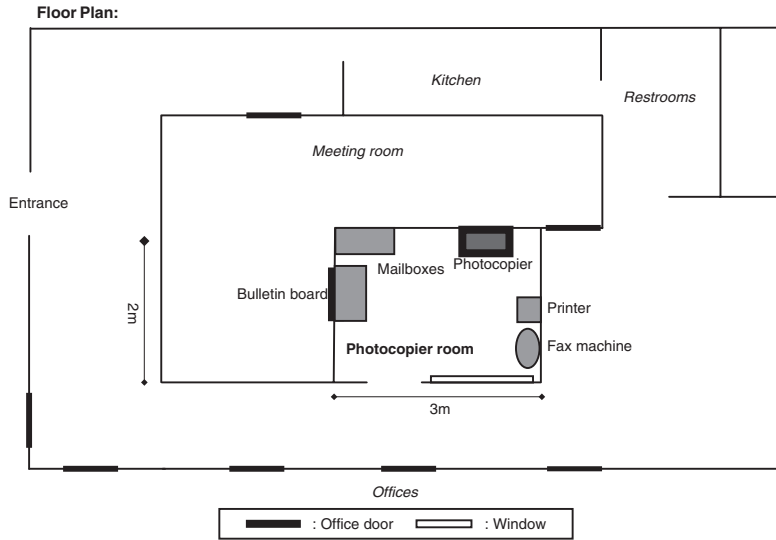 Floor Plan:
Kitchen
Restrooms
Meeting room
Entrance
Mailboxes
Photocopier
Bulletin board
2m
Printer
Photocopier room
Fax machine
3m
Offices
: Office door
: Window